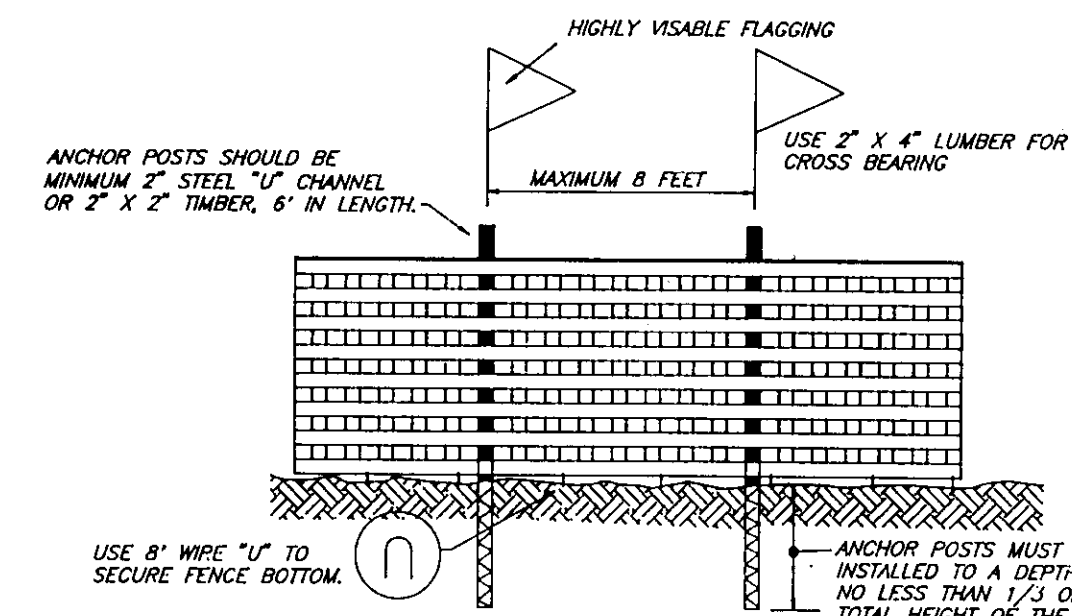 HIGHLY VISABLE FLAGGING
USE 2" X 4" LUMBER FOR
CROSS BEARING
ANCHOR POSTS SHOULD BE
MINIMUM 2" STEEL "U" CHANNEL
OR 2" X 2" TIMBER, 6' IN LENGTH.
MAXIMUM 8 FEET
USE 8' WIRE "U" TO
SECURE FENCE BOTTOM.
ANCHOR POSTS MUST
INSTALLED TO A DEPTH
NO LESS THAN 1/3 OF
TOTAL HEIGHT OF THE